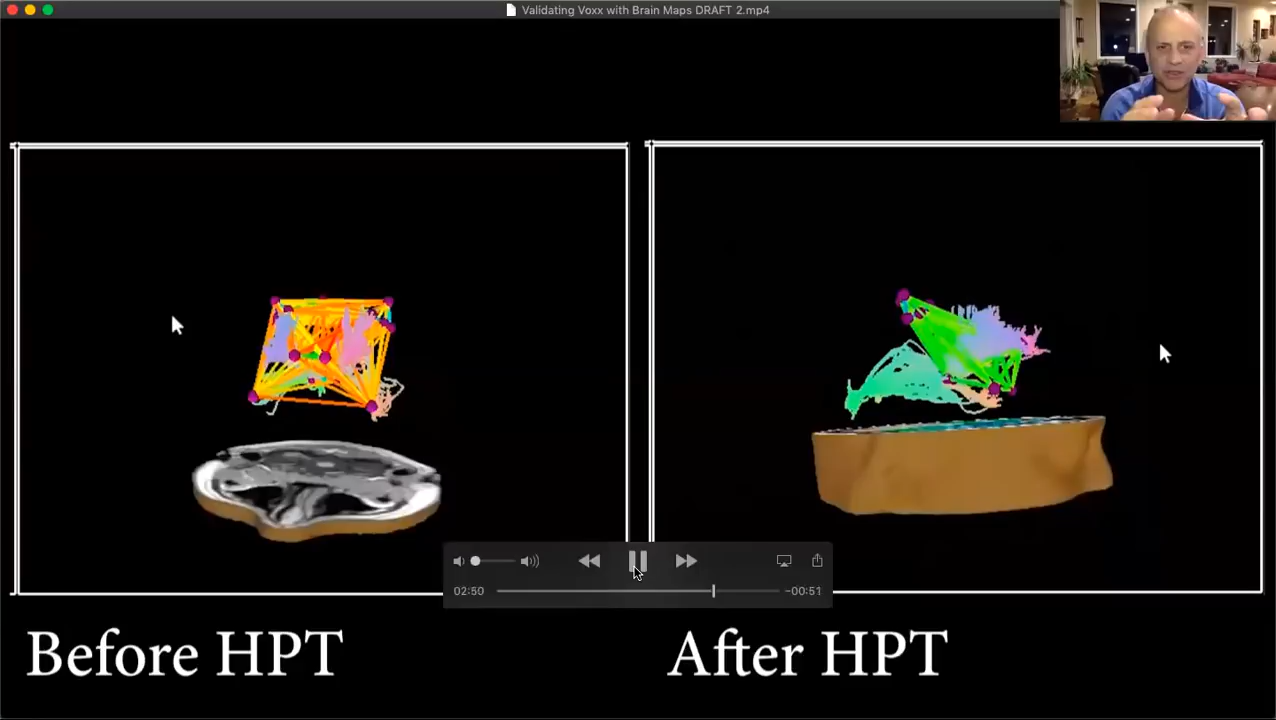 Validating Voxx with Brain Maps DRAFT 2.mp4
02:50
-00:51
Before HPT
After HPT